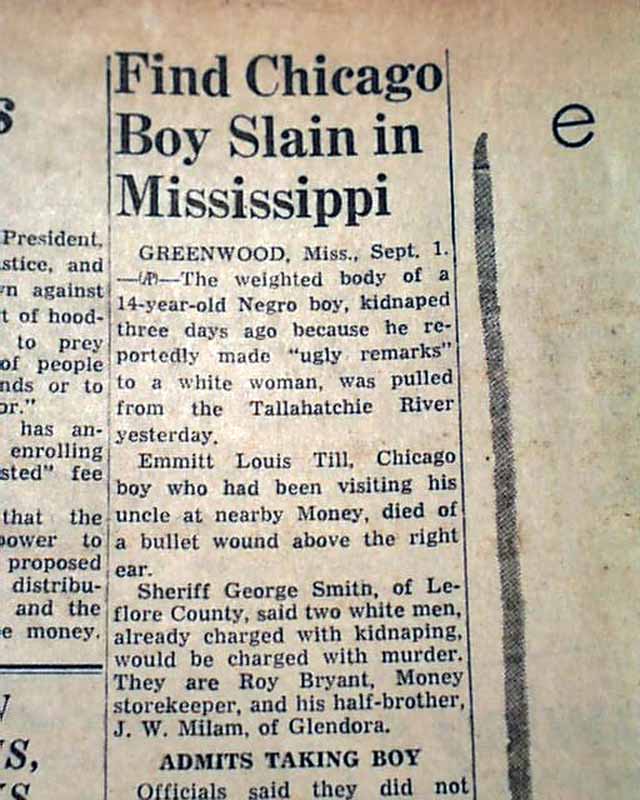 s
President,
stice, and
vn against
t of hood-
to prey
of people
nds or to
or."
has an-
enrolling
sted" fee
that the
power to
proposed
distribu-
and the
e money.
Find Chicago
Boy Slain in
Mississippi
GREENWOOD, Miss., Sept. 1.
—(AP)—The weighted body of a
14-year-old Negro boy, kidnaped
three days ago because he re-
portedly made "ugly remarks"
to a white woman, was pulled
from the Tallahatchie River
yesterday.
Emmitt Louis Till, Chicago
boy who had been visiting his
uncle at nearby Money, died of
a bullet wound above the right
ear.
Sheriff George Smith, of Le-
flore County, said two white men,
already charged with kidnaping,
would be charged with murder.
They are Roy Bryant, Money
storekeeper, and his half-brother,
J. W. Milam, of Glendora.
ADMITS TAKING BOY
Officials said they did not
e